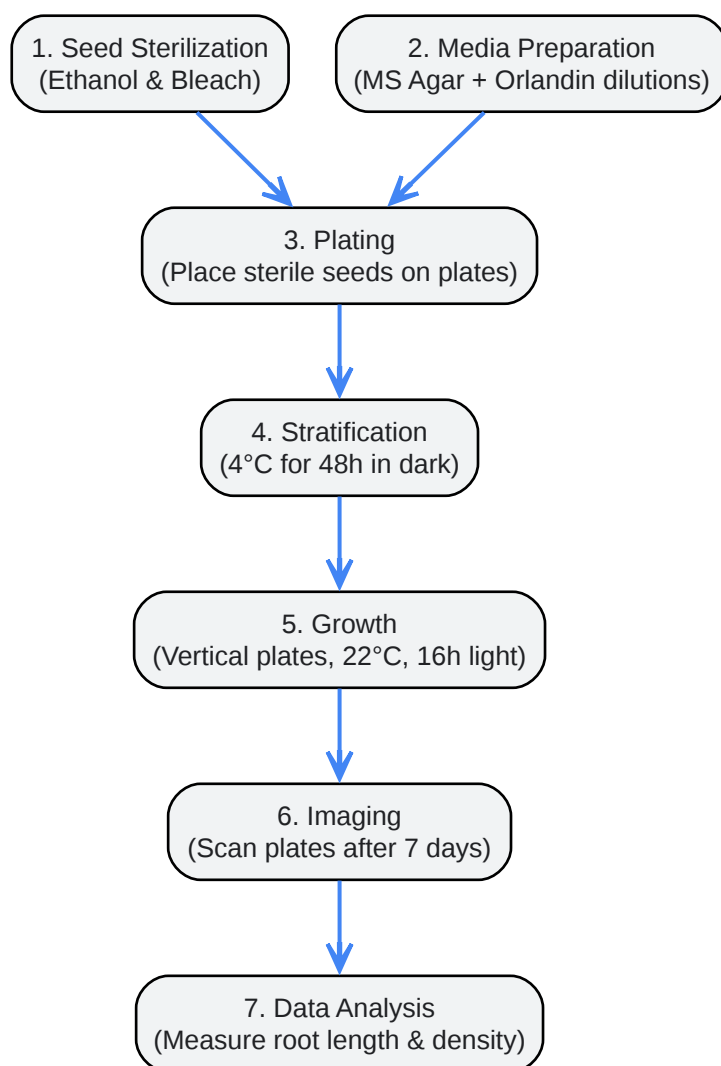 1. Seed Sterilization
(Ethanol & Bleach)
2. Media Preparation
(MS Agar + Orlandin dilutions)
3. Plating
(Place sterile seeds on plates)
4. Stratification
(4°C for 48h in dark)
5. Growth
(Vertical plates, 22°C, 16h light)
6. Imaging
(Scan plates after 7 days)
7. Data Analysis
(Measure root length & density)